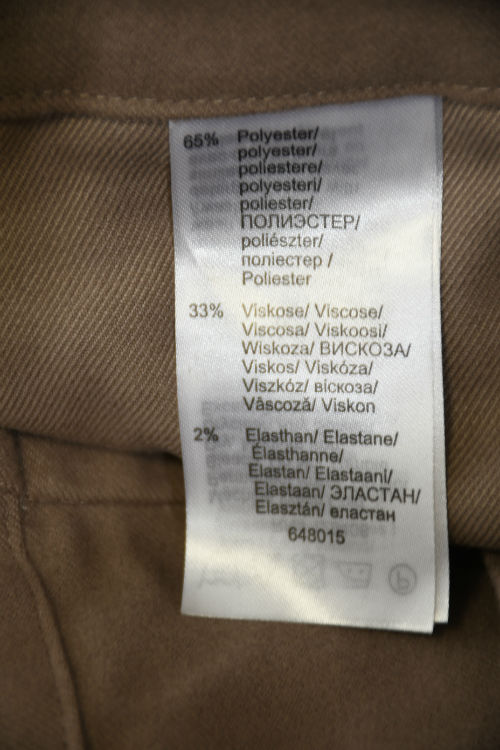 65% Polyester/
polyester/
poliestere/
polyesteri/
poliester/
ПОЛИЭСТЕР/
poliészter/
поліестер /
Poliester
33% Viskose/ Viscose/
Viscosa/ Viskoosi/
Wiskoza/ ВИСКОЗА/
Viskos/ Viskóza/
Viszkóz/ віскоза/
Vâscoză/ Viskon
2% Elasthan/ Elastane/
Élasthanne/
Elastan/ Elastaani/
Elastaan/ ЭЛАСТАН/
Elasztán/ еластан
648015